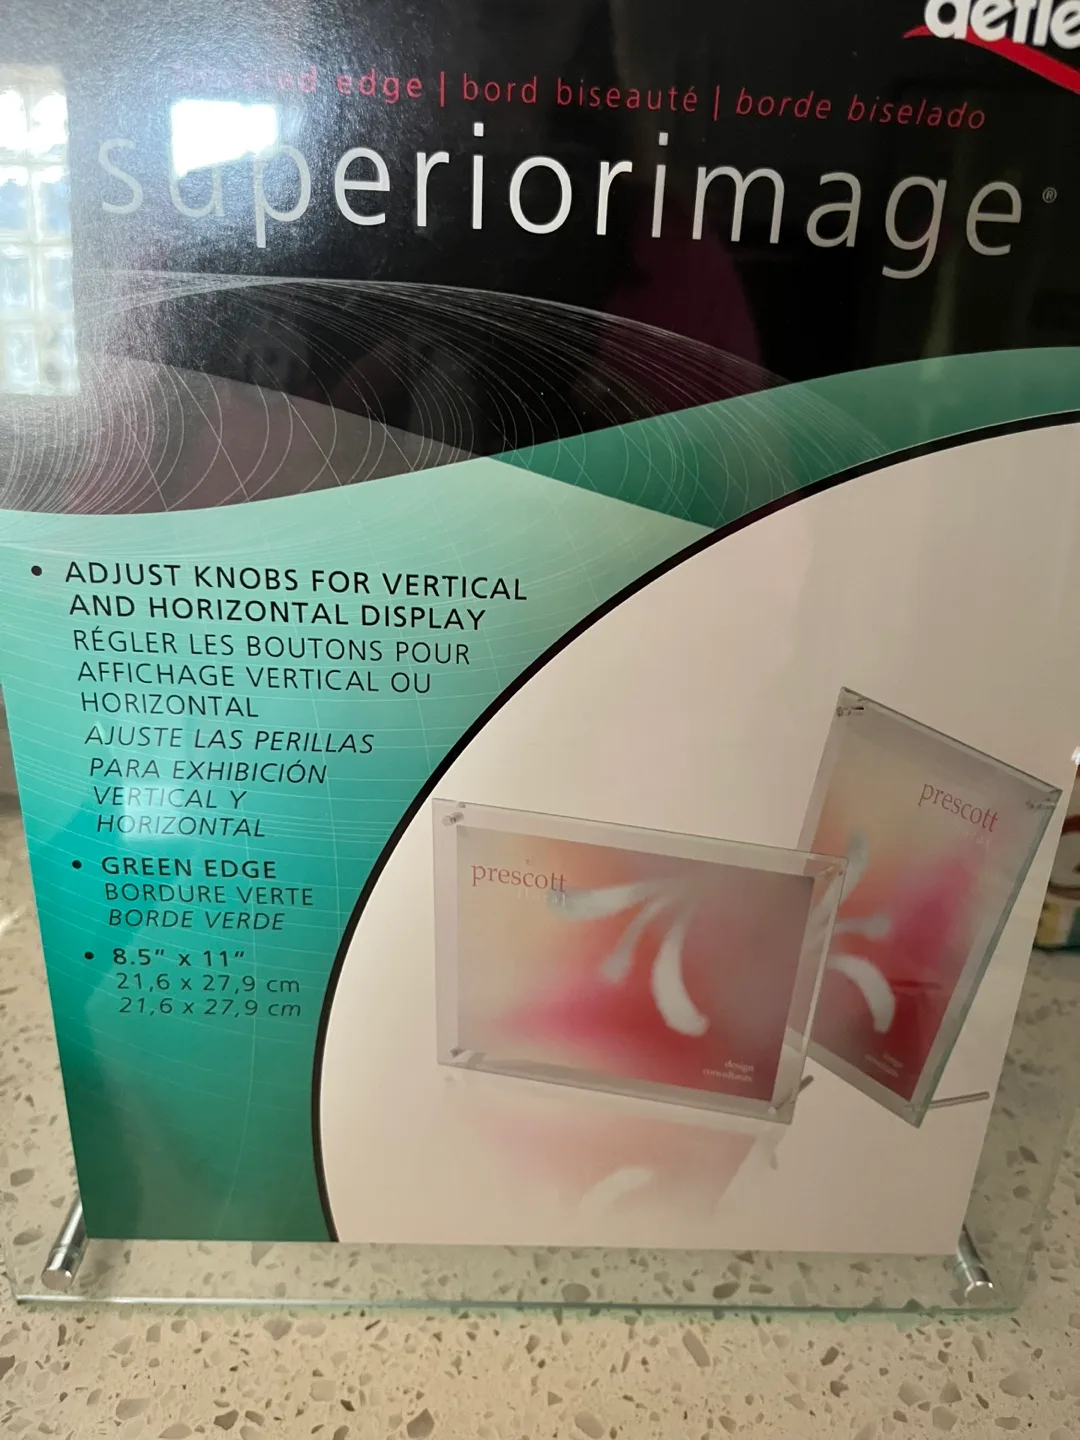 edge | bord biseauté | borde biselado
superiorimage®
• ADJUST KNOBS FOR VERTICAL
AND HORIZONTAL DISPLAY
RÉGLER LES BOUTONS POUR
AFFICHAGE VERTICAL OU
HORIZONTAL
AJUSTE LAS PERILLAS
PARA EXHIBICIÓN
VERTICAL Y
HORIZONTAL
• GREEN EDGE
BORDURE VERTE
BORDE VERDE
• 8.5" x 11"
21,6 x 27,9 cm
21,6 x 27,9 cm
prescott
design
consultants
prescott